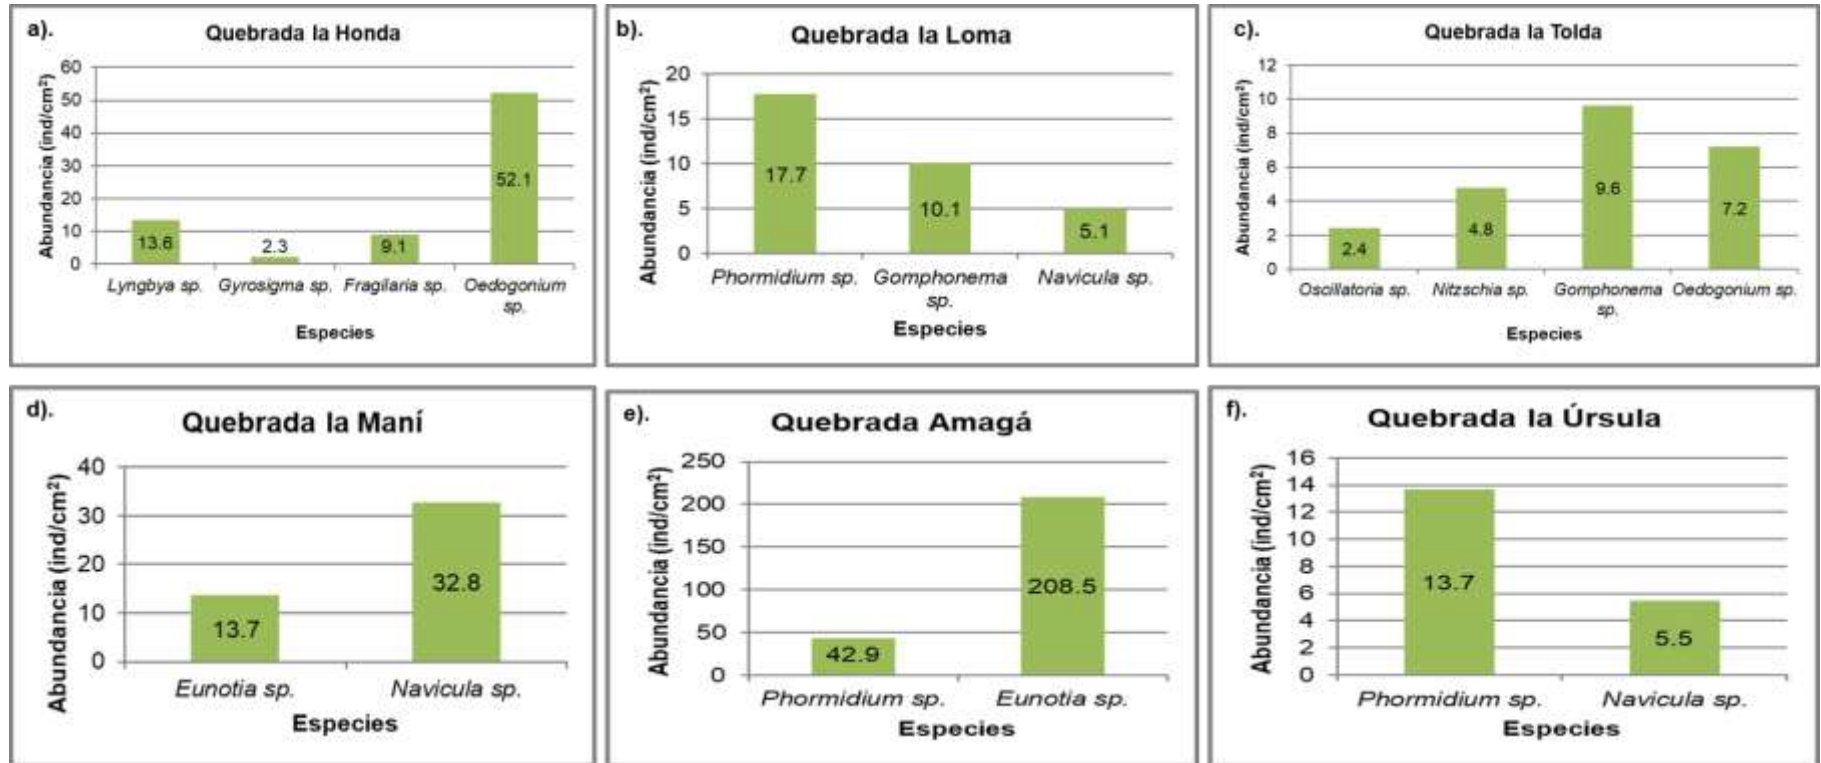 a).
Quebrada la Honda
Abundancia (ind/cm²)
60
50
40
30
20
10
0
13.6
2.3
9.1
52.1
Lyngbya sp. Gyrosigma sp. Fragilaria sp. Oedogonium
sp.
Especies
b).
Quebrada la Loma
Abundancia (ind/cm²)
20
15
10
5
0
17.7
10.1
5.1
Phormidium sp. Gomphonema Navicula sp.
sp.
Especies
c).
Quebrada la Tolda
Abundancia (ind/cm²)
12
10
8
6
4
2
0
2.4
4.8
9.6
7.2
Oscillatoria sp. Nitzschia sp. Gomphonema Oedogonium sp.
sp.
Especies
d).
Quebrada la Maní
Abundancia (ind/cm²)
40
30
20
10
0
13.7
32.8
Eunotia sp. Navicula sp.
Especies
e).
Quebrada Amagá
Abundancia (ind/cm²)
250
200
150
100
50
0
42.9
208.5
Phormidium sp. Eunotia sp.
Especies
f).
Quebrada la Úrsula
Abundancia (ind/cm²)
16
14
12
10
8
6
4
2
0
13.7
5.5
Phormidium sp. Navicula sp.
Especies